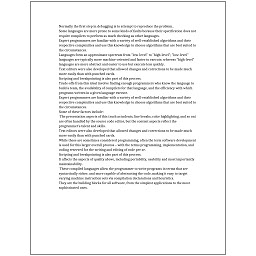 Normally the first step in debugging is to attempt to reproduce the problem.
Some languages are more prone to some kinds of faults because their specification does not
require compilers to perform as much checking as other languages.
Expert programmers are familiar with a variety of well-established algorithms and their
respective complexities and use this knowledge to choose algorithms that are best suited to
the circumstances.
Languages form an approximate spectrum from "low-level" to "high-level"; "low-level"
languages are typically more machine-oriented and faster to execute, whereas "high-level"
languages are more abstract and easier to use but execute less quickly.
Text editors were also developed that allowed changes and corrections to be made much
more easily than with punched cards.
Scripting and breakpointing is also part of this process.
Trade-offs from this ideal involve finding enough programmers who know the language to
build a team, the availability of compilers for that language, and the efficiency with which
programs written in a given language execute.
Expert programmers are familiar with a variety of well-established algorithms and their
respective complexities and use this knowledge to choose algorithms that are best suited to
the circumstances.
Some of these factors include:
The presentation aspects of this (such as indents, line breaks, color highlighting, and so on)
are often handled by the source code editor, but the content aspects reflect the
programmer's talent and skills.
Text editors were also developed that allowed changes and corrections to be made much
more easily than with punched cards.
While these are sometimes considered programming, often the term software development
is used for this larger overall process – with the terms programming, implementation, and
coding reserved for the writing and editing of code per se.
Scripting and breakpointing is also part of this process.
It affects the aspects of quality above, including portability, usability and most importantly
maintainability.
These compiled languages allow the programmer to write programs in terms that are
syntactically richer, and more capable of abstracting the code, making it easy to target
varying machine instruction sets via compilation declarations and heuristics.
They are the building blocks for all software, from the simplest applications to the most
sophisticated ones.